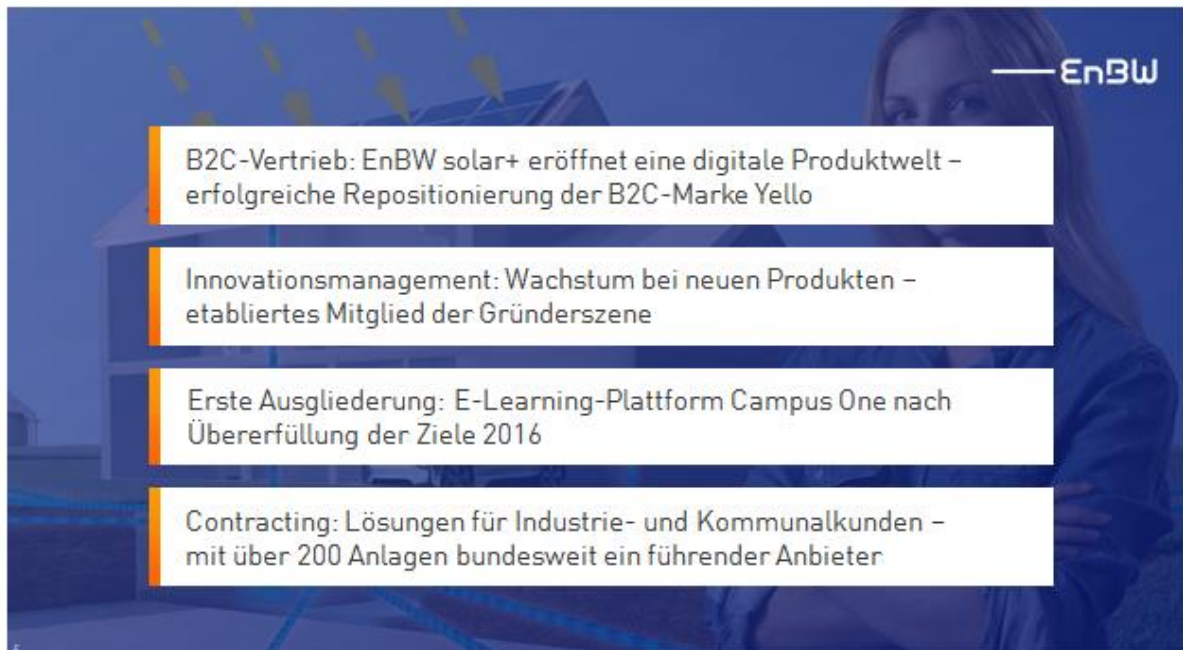 EnBW
B2C-Vertrieb: EnBW solar+ eröffnet eine digitale Produktwelt –
erfolgreiche Repositionierung der B2C-Marke Yello
Innovationsmanagement: Wachstum bei neuen Produkten –
etabliertes Mitglied der Gründerszene
Erste Ausgliederung: E-Learning-Plattform Campus One nach
Übererfüllung der Ziele 2016
Contracting: Lösungen für Industrie- und Kommunalkunden –
mit über 200 Anlagen bundesweit ein führender Anbieter